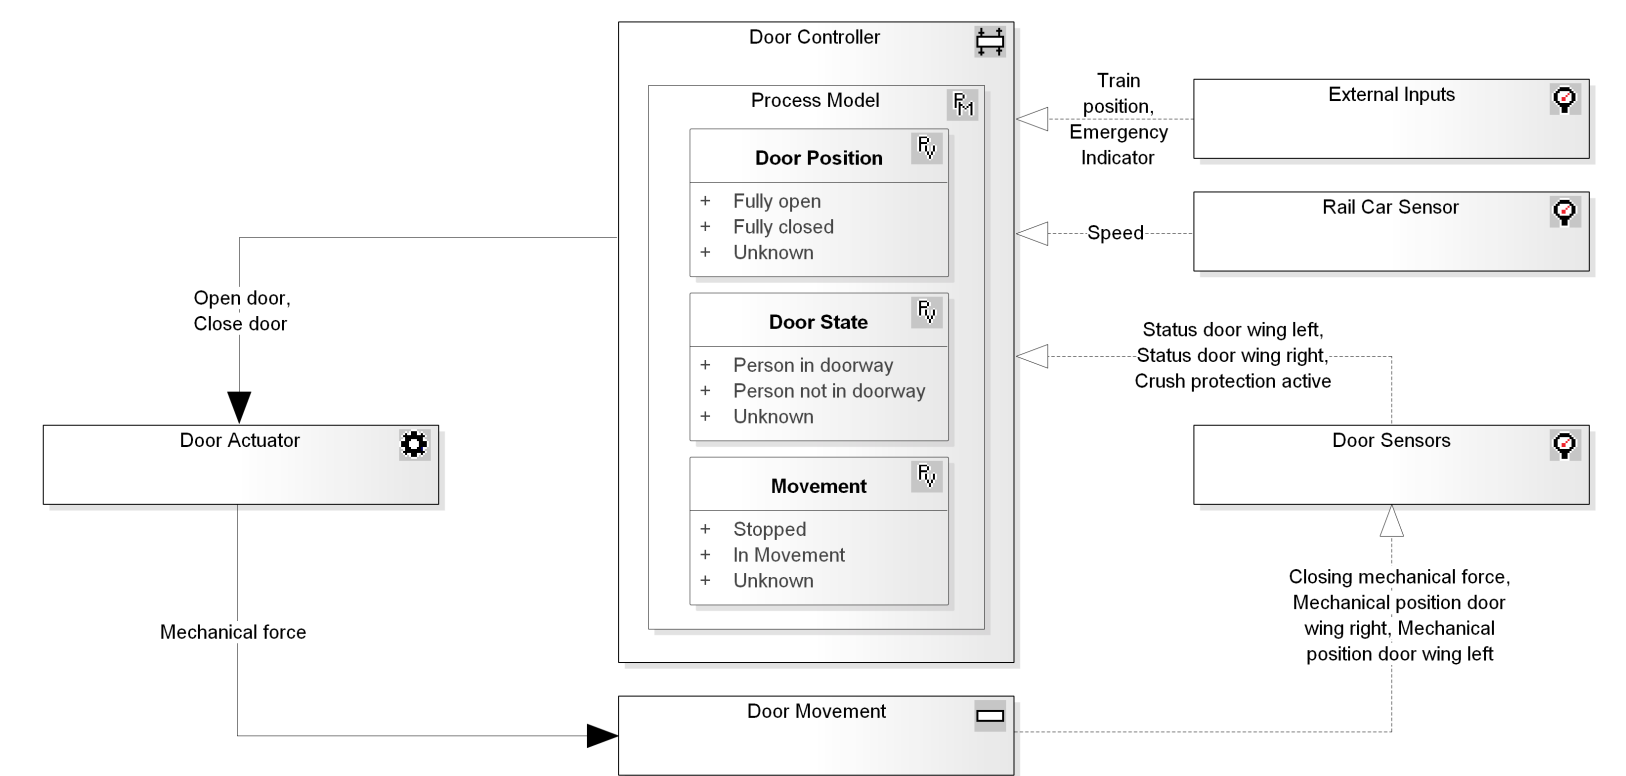 Door Controller
Process Model
Door Position
+ Fully open
+ Fully closed
+ Unknown
Door State
+ Person in doorway
+ Person not in doorway
+ Unknown
Movement
+ Stopped
+ In Movement
+ Unknown
Train
position,
Emergency
Indicator
External Inputs
Speed
Rail Car Sensor
Status door wing left,
Status door wing right,
Crush protection active
Door Sensors
Open door,
Close door
Door Actuator
Mechanical force
Door Movement
Closing mechanical force,
Mechanical position door
wing right, Mechanical
position door wing left